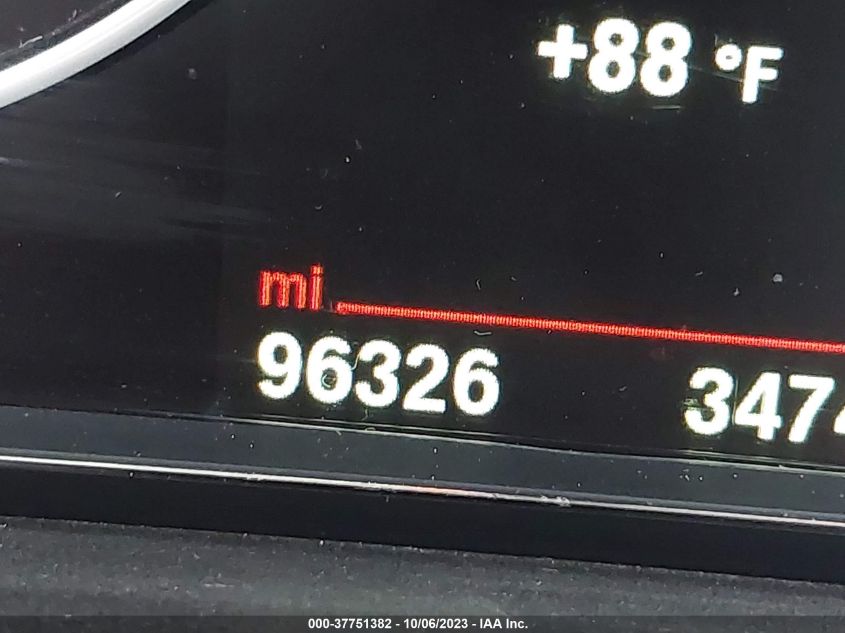 +88 °F
mi
96326 347
000-37751382 - 10/06/2023 - IAA Inc.